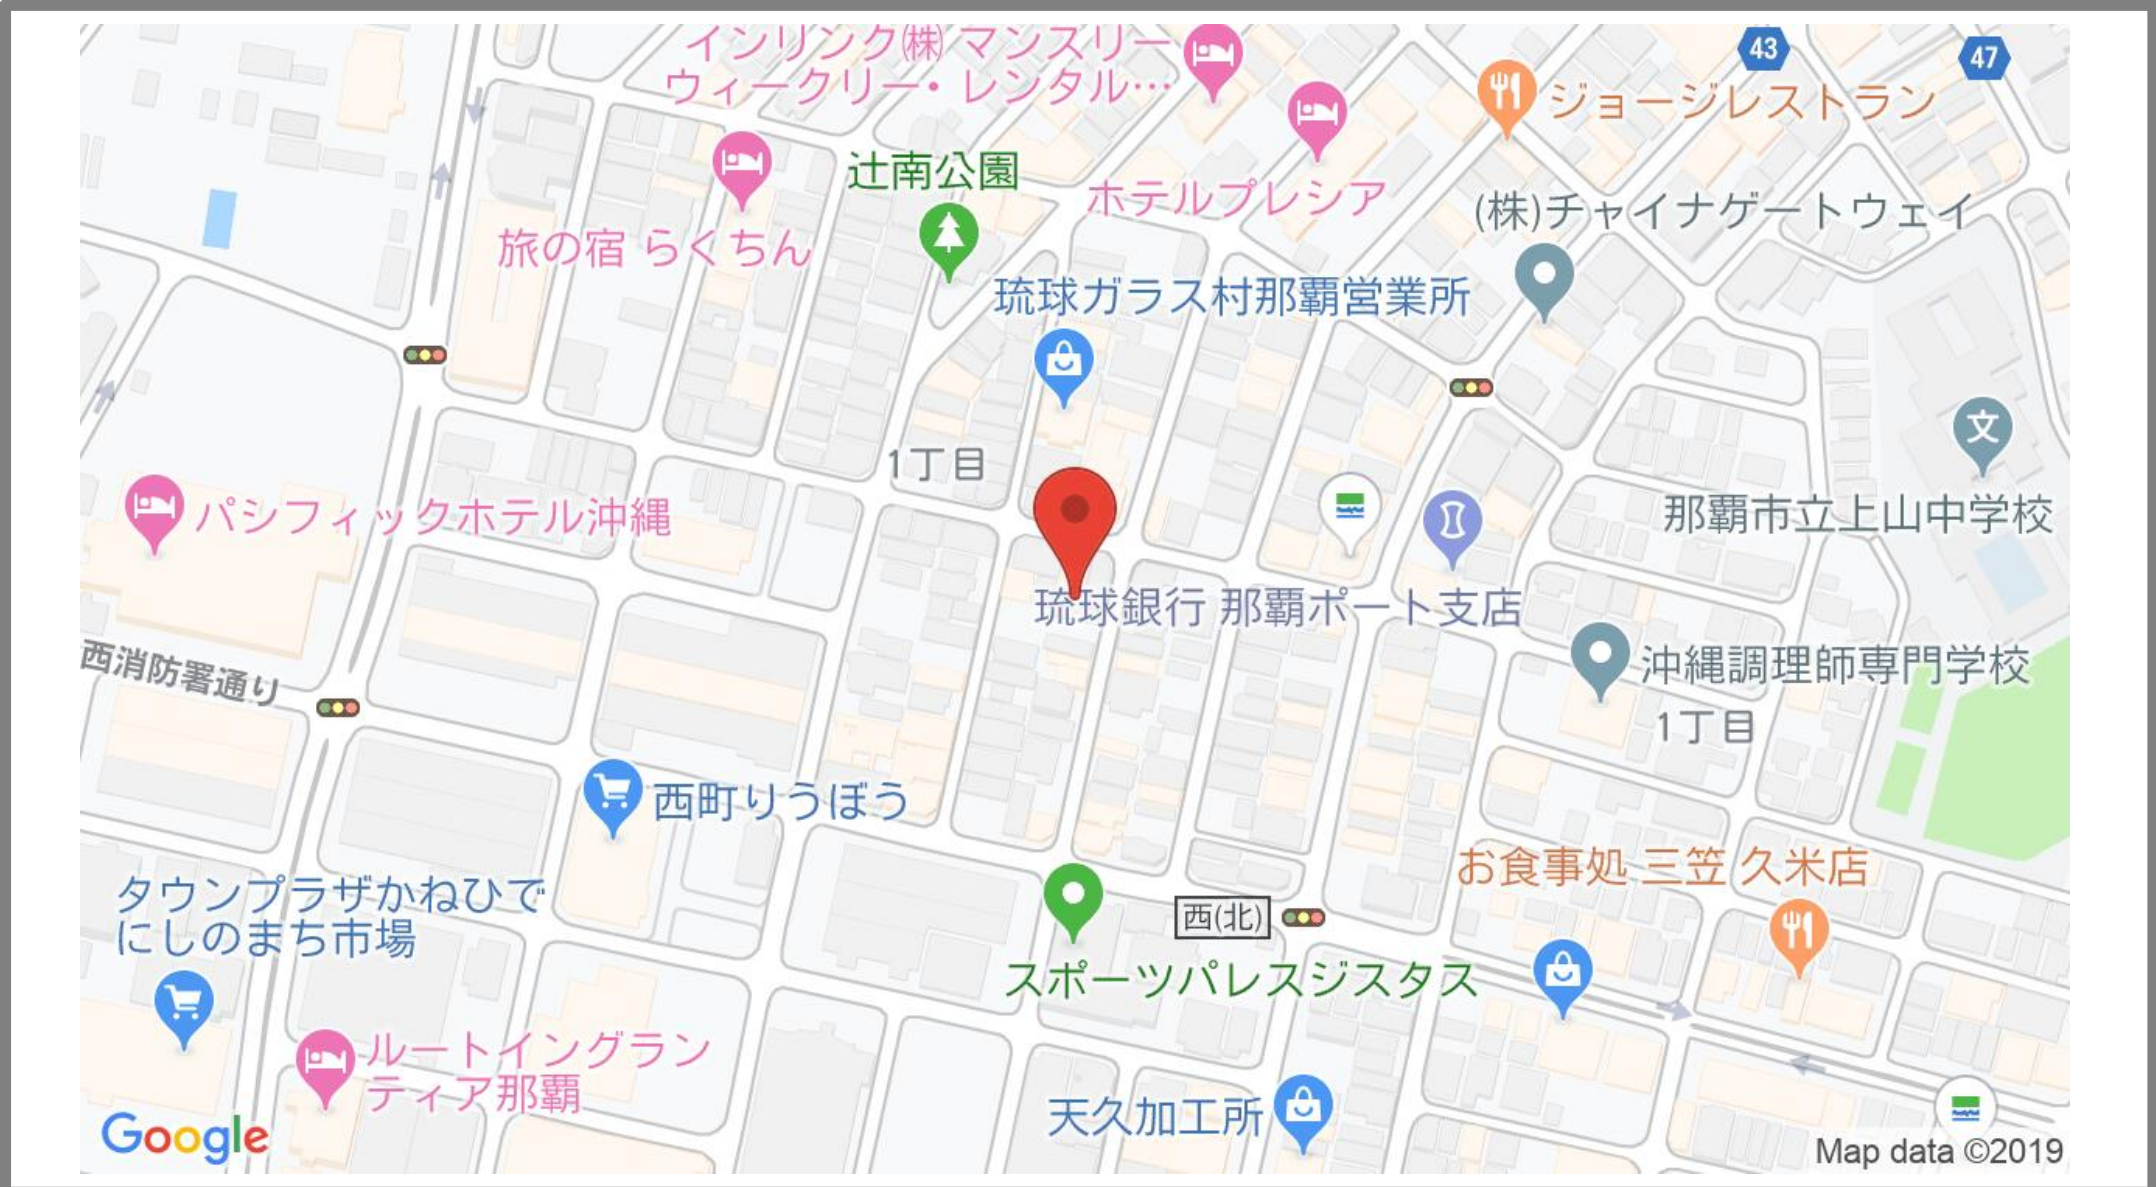 インリンク㈱ マンスリー
ウィークリー・レンタル…
43
47
ジョージレストラン
辻南公園
ホテルプレシア
(株)チャイナゲートウェイ
旅の宿 らくちん
琉球ガラス村那覇営業所
1丁目
文
パシフィックホテル沖縄
那覇市立上山中学校
琉球銀行 那覇ポート支店
西消防署通り
沖縄調理師専門学校
1丁目
西町りうぼう
お食事処 三笠 久米店
タウンプラザかねひで
にしのまち市場
西(北)
スポーツパレスジスタス
ルートイングラン
ティア那覇
天久加工所
Google
Map data ©2019